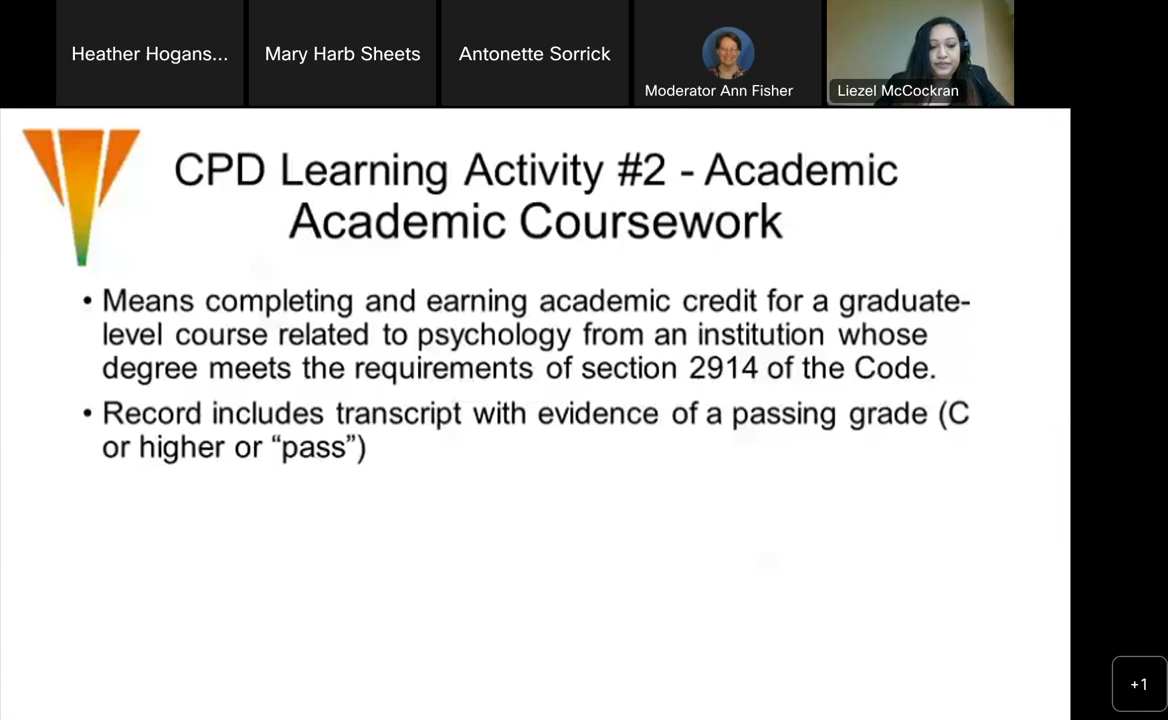 Heather Hogans...
Mary Harb Sheets
Antonette Sorrick
Moderator Ann Fisher
Liezel McCockran
CPD Learning Activity #2 - Academic
Academic Coursework
• Means completing and earning academic credit for a graduate-
level course related to psychology from an institution whose
degree meets the requirements of section 2914 of the Code.
• Record includes transcript with evidence of a passing grade (C
or higher or “pass”)
+1